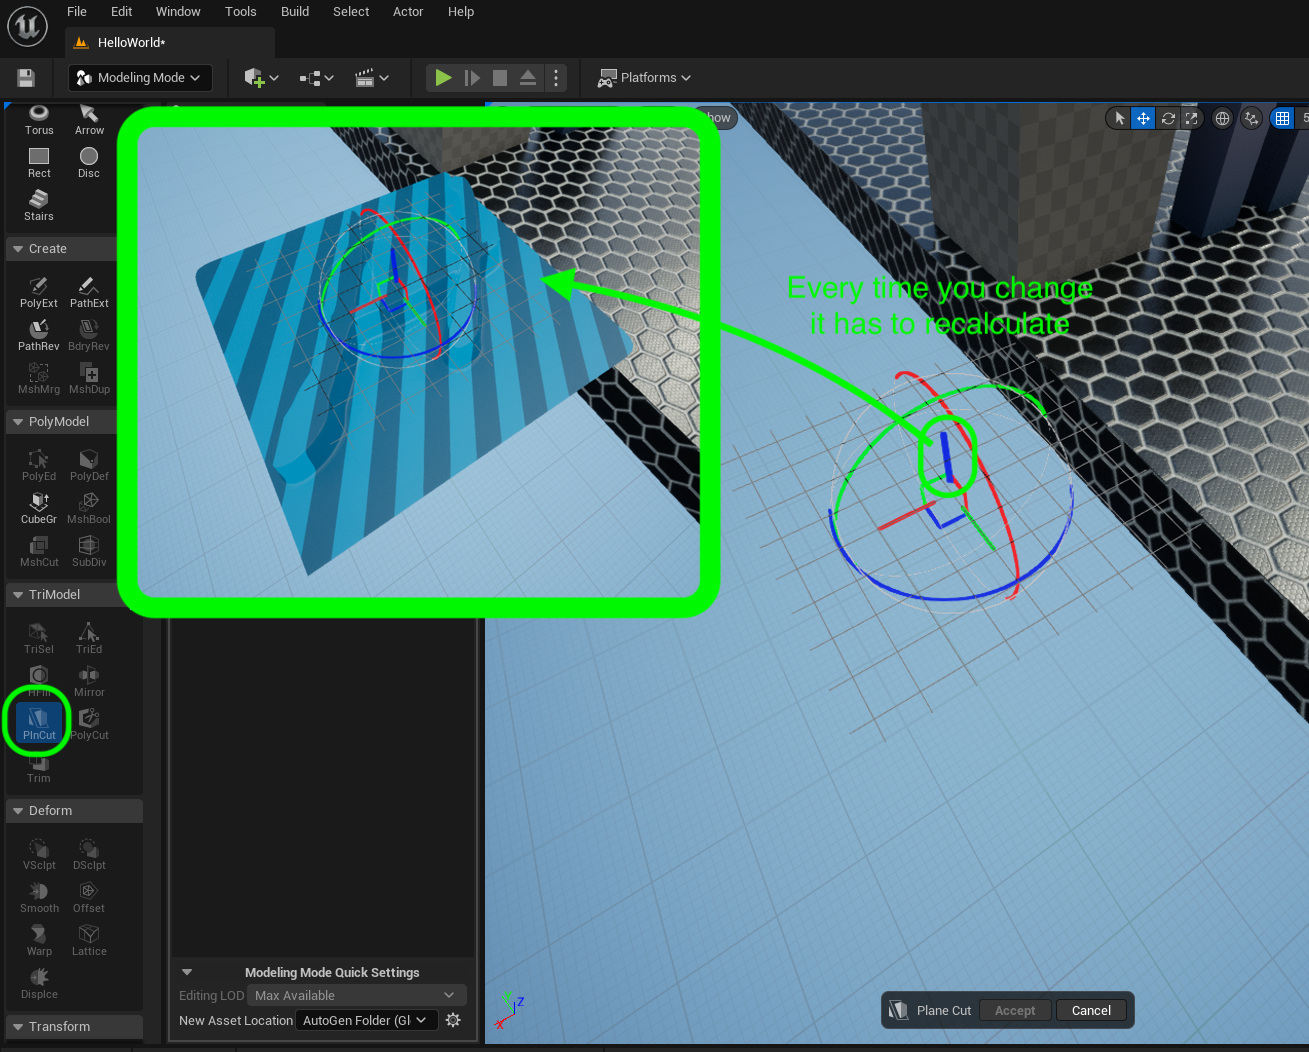 File Edit Window Tools Build Select Actor Help
HelloWorld*
Modeling Mode
Platforms
Torus Arrow
Rect Disc
Stairs
Create
PolyExt PathExt
PathRev BdryRev
MshMrg MshDup
PolyModel
PolyEd PolyDef
CubeGr MshBool
MshCut SubDiv
TriModel
TriSel TriEd
HFill Mirror
PlnCut PolyCut
Trim
Deform
VSclpt DSclpt
Smooth Offset
Warp Lattice
Displce
Transform
how
5
Every time you change
it has to recalculate
Modeling Mode Quick Settings
Editing LOD Max Available
New Asset Location AutoGen Folder (Gl
Y Z
X
Plane Cut Accept Cancel